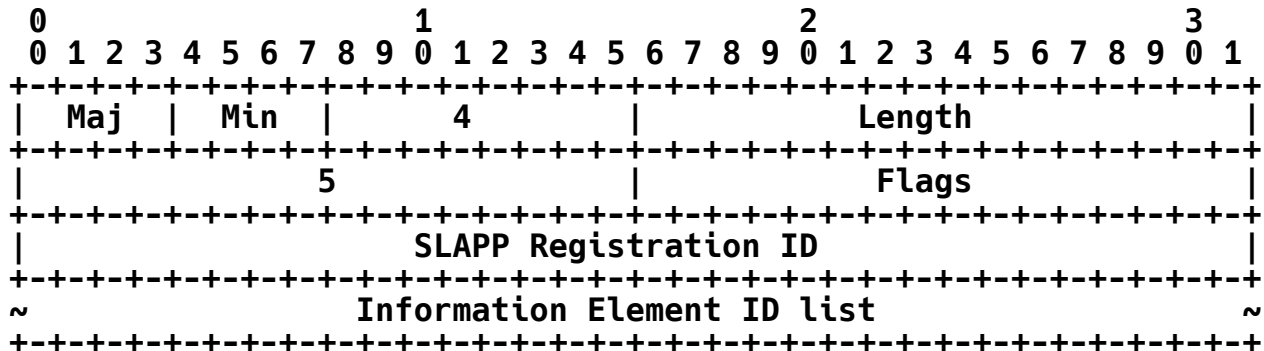 0                   1                   2                   3
 0 1 2 3 4 5 6 7 8 9 0 1 2 3 4 5 6 7 8 9 0 1 2 3 4 5 6 7 8 9 0 1
+-+-+-+-+-+-+-+-+-+-+-+-+-+-+-+-+-+-+-+-+-+-+-+-+-+-+-+-+-+-+-+-+
|  Maj  |  Min  |      4        |           Length              |
+-+-+-+-+-+-+-+-+-+-+-+-+-+-+-+-+-+-+-+-+-+-+-+-+-+-+-+-+-+-+-+-+
|               5               |            Flags              |
+-+-+-+-+-+-+-+-+-+-+-+-+-+-+-+-+-+-+-+-+-+-+-+-+-+-+-+-+-+-+-+-+
|                    SLAPP Registration ID                      |
+-+-+-+-+-+-+-+-+-+-+-+-+-+-+-+-+-+-+-+-+-+-+-+-+-+-+-+-+-+-+-+-+
~                 Information Element ID list                   ~
+-+-+-+-+-+-+-+-+-+-+-+-+-+-+-+-+-+-+-+-+-+-+-+-+-+-+-+-+-+-+-+-+